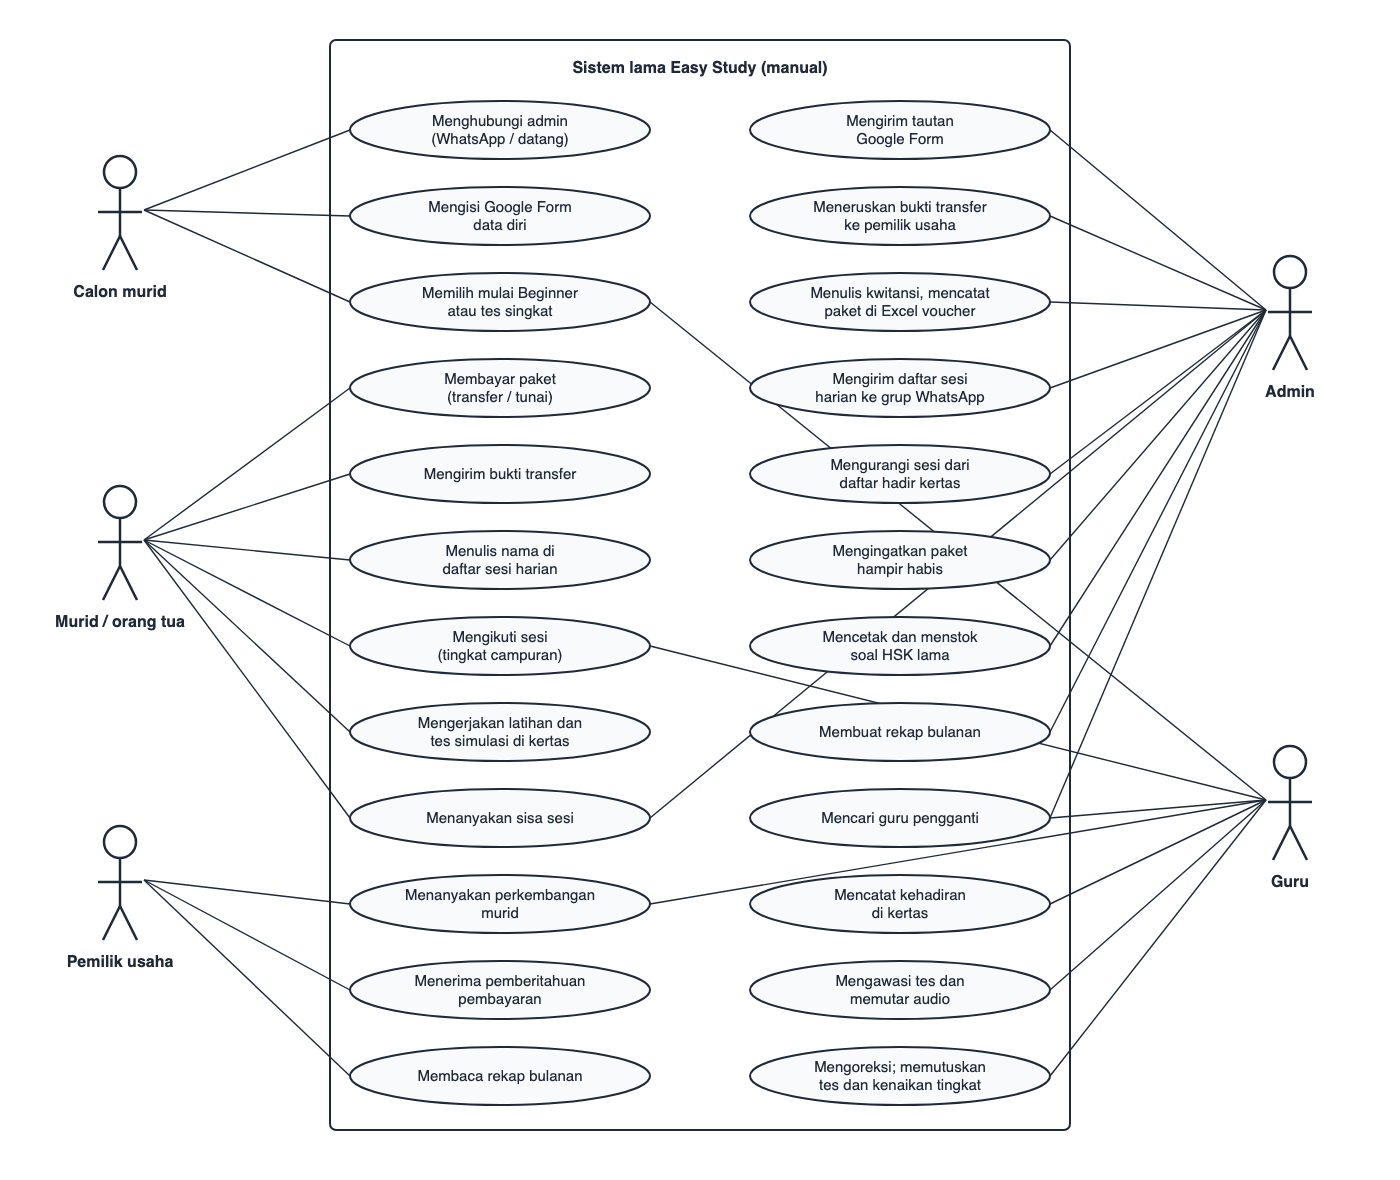 Sistem lama Easy Study (manual)
Menghubungi admin
(WhatsApp / datang)
Mengisi Google Form
data diri
Memilih mulai Beginner
atau tes singkat
Membayar paket
(transfer / tunai)
Mengirim bukti transfer
Menulis nama di
daftar sesi harian
Mengikuti sesi
(tingkat campuran)
Mengerjakan latihan dan
tes simulasi di kertas
Menanyakan sisa sesi
Menanyakan perkembangan
murid
Menerima pemberitahuan
pembayaran
Membaca rekap bulanan
Mengirim tautan
Google Form
Meneruskan bukti transfer
ke pemilik usaha
Menulis kwitansi, mencatat
paket di Excel voucher
Mengirim daftar sesi
harian ke grup WhatsApp
Mengurangi sesi dari
daftar hadir kertas
Mengingatkan paket
hampir habis
Mencetak dan menstok
soal HSK lama
Membuat rekap bulanan
Mencari guru pengganti
Mencatat kehadiran
di kertas
Mengawasi tes dan
memutar audio
Mengoreksi; memutuskan
tes dan kenaikan tingkat
Calon murid
Murid / orang tua
Pemilik usaha
Admin
Guru